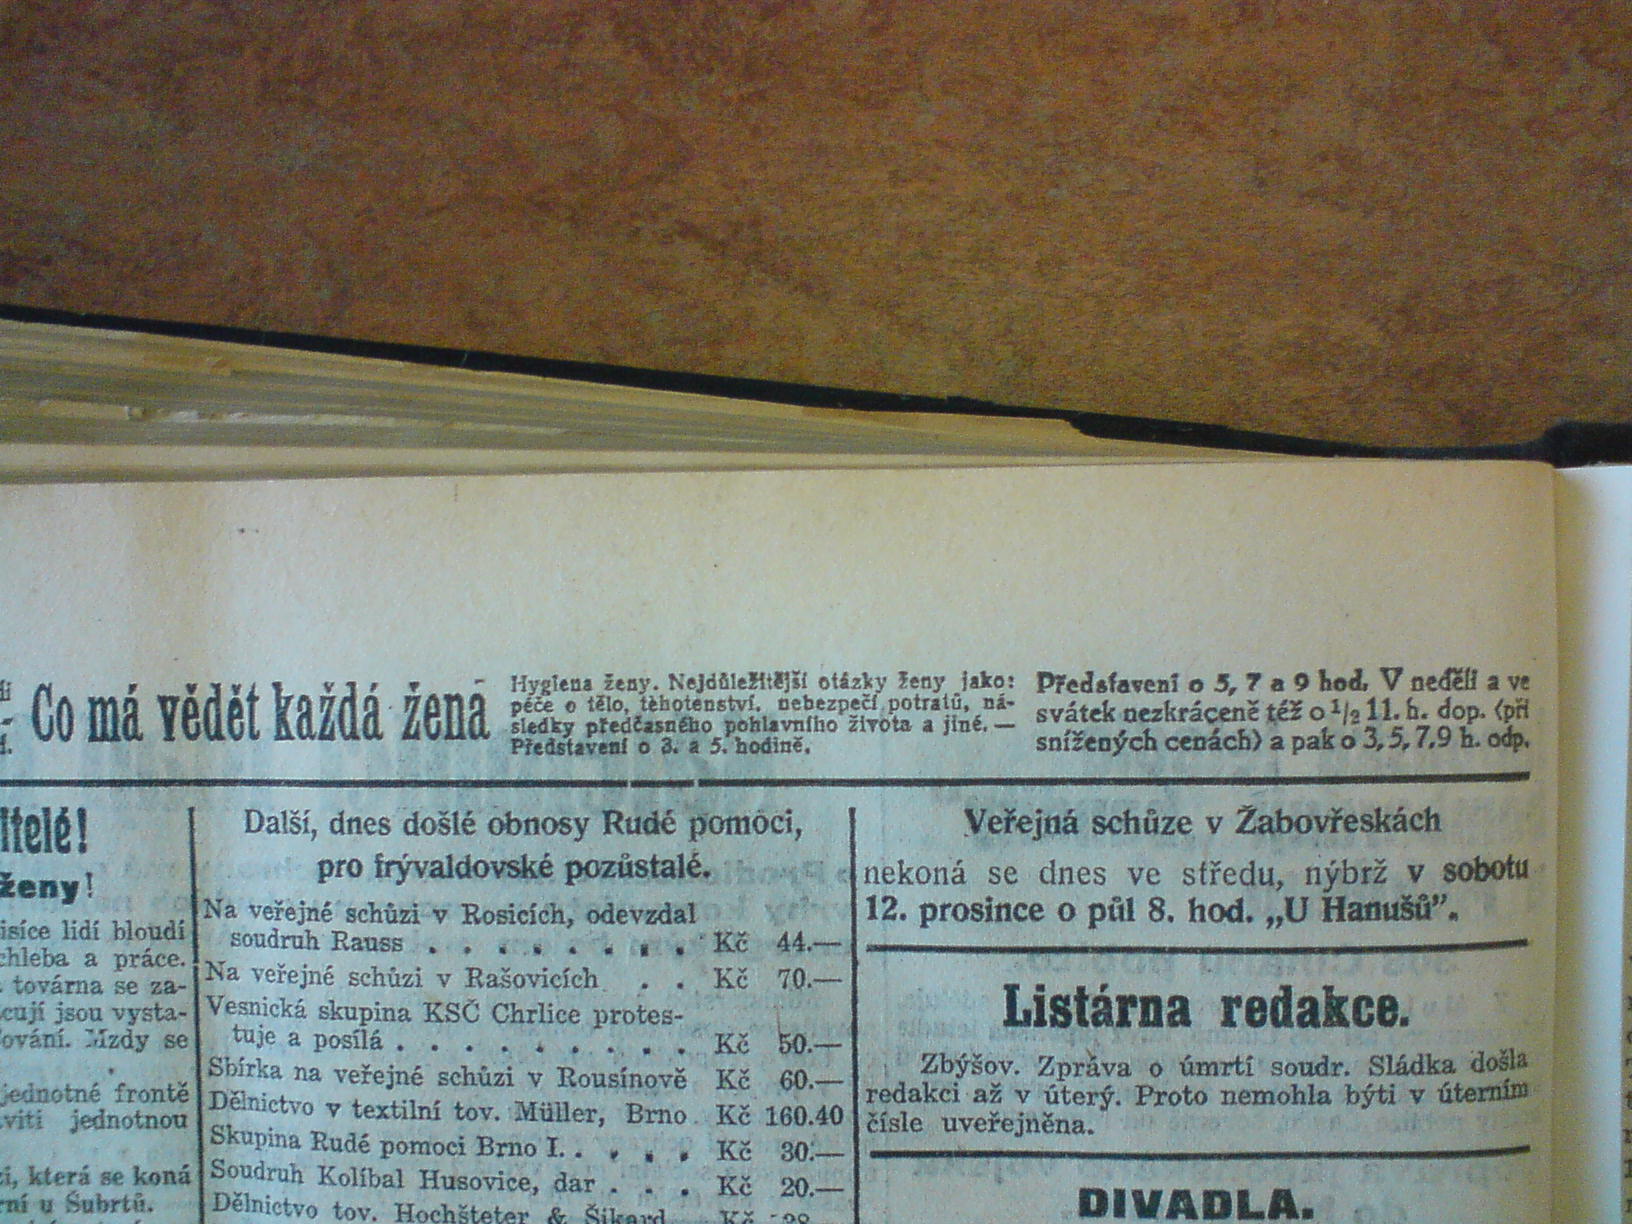 Co má vědět každá žena
Hygiena ženy. Nejdůležitější otázky ženy jako:
péče o tělo, těhotenství, nebezpečí potratů, ná-
sledky předčasného pohlavního života a jiné. —
Představení o 3. a 5. hodině.
Představení o 5, 7 a 9 hod. V neděli a ve
svátek nezkráceně též o ½ 11. h. dop. (při
snížených cenách) a pak o 3, 5, 7, 9 h. odp.
itelé!
ženy!
isíce lidí bloudí
chleba a práce.
továrna se za-
cují jsou vysta-
ování. Mzdy se
jednotné frontě
viti jednotnou
i, která se koná
rní u Šubrtů.
Další, dnes došlé obnosy Rudé pomoci,
pro frývaldovské pozůstalé.
Na veřejné schůzi v Rosicích, odevzdal
soudruh Rauss . . . . . . . . Kč 44.—
Na veřejné schůzi v Rašovicích . . Kč 70.—
Vesnická skupina KSČ Chrlice protes-
tuje a posílá . . . . . . . . . Kč 50.—
Sbírka na veřejné schůzi v Rousínově Kč 60.—
Dělnictvo v textilní tov. Müller, Brno Kč 160.40
Skupina Rudé pomoci Brno I. . . . . Kč 30.—
Soudruh Kolíbal Husovice, dar . . . Kč 20.—
Dělnictvo tov. Hochšteter & Šikard Kč
Veřejná schůze v Žabovřeskách
nekoná se dnes ve středu, nýbrž v sobotu
12. prosince o půl 8. hod. „U Hanušů".
Listárna redakce.
Zbýšov. Zpráva o úmrtí soudr. Sládka došla
redakci až v úterý. Proto nemohla býti v úterním
čísle uveřejněna.
DIVADLA.